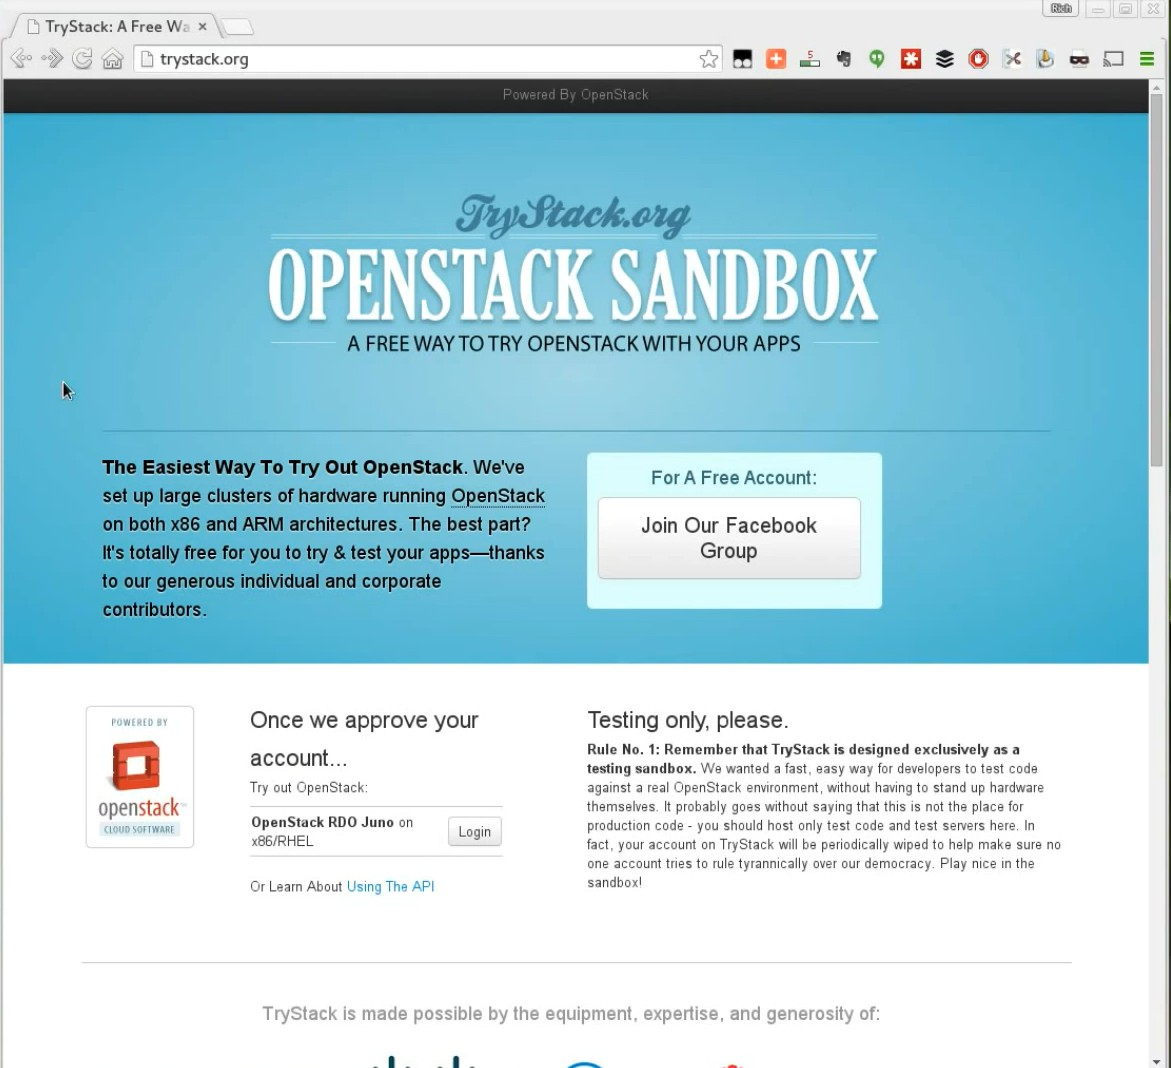 Rich
TryStack: A Free Wa
trystack.org
5
Powered By OpenStack
TryStack.org
OPENSTACK SANDBOX
A FREE WAY TO TRY OPENSTACK WITH YOUR APPS
The Easiest Way To Try Out OpenStack. We've
set up large clusters of hardware running OpenStack
on both x86 and ARM architectures. The best part?
It's totally free for you to try & test your apps—thanks
to our generous individual and corporate
contributors.
For A Free Account:
Join Our Facebook
Group
POWERED BY
openstack™
CLOUD SOFTWARE
Once we approve your
account...
Try out OpenStack:
OpenStack RDO Juno on
x86/RHEL
Login
Or Learn About Using The API
Testing only, please.
Rule No. 1: Remember that TryStack is designed exclusively as a
testing sandbox. We wanted a fast, easy way for developers to test code
against a real OpenStack environment, without having to stand up hardware
themselves. It probably goes without saying that this is not the place for
production code - you should host only test code and test servers here. In
fact, your account on TryStack will be periodically wiped to help make sure no
one account tries to rule tyrannically over our democracy. Play nice in the
sandbox!
TryStack is made possible by the equipment, expertise, and generosity of: